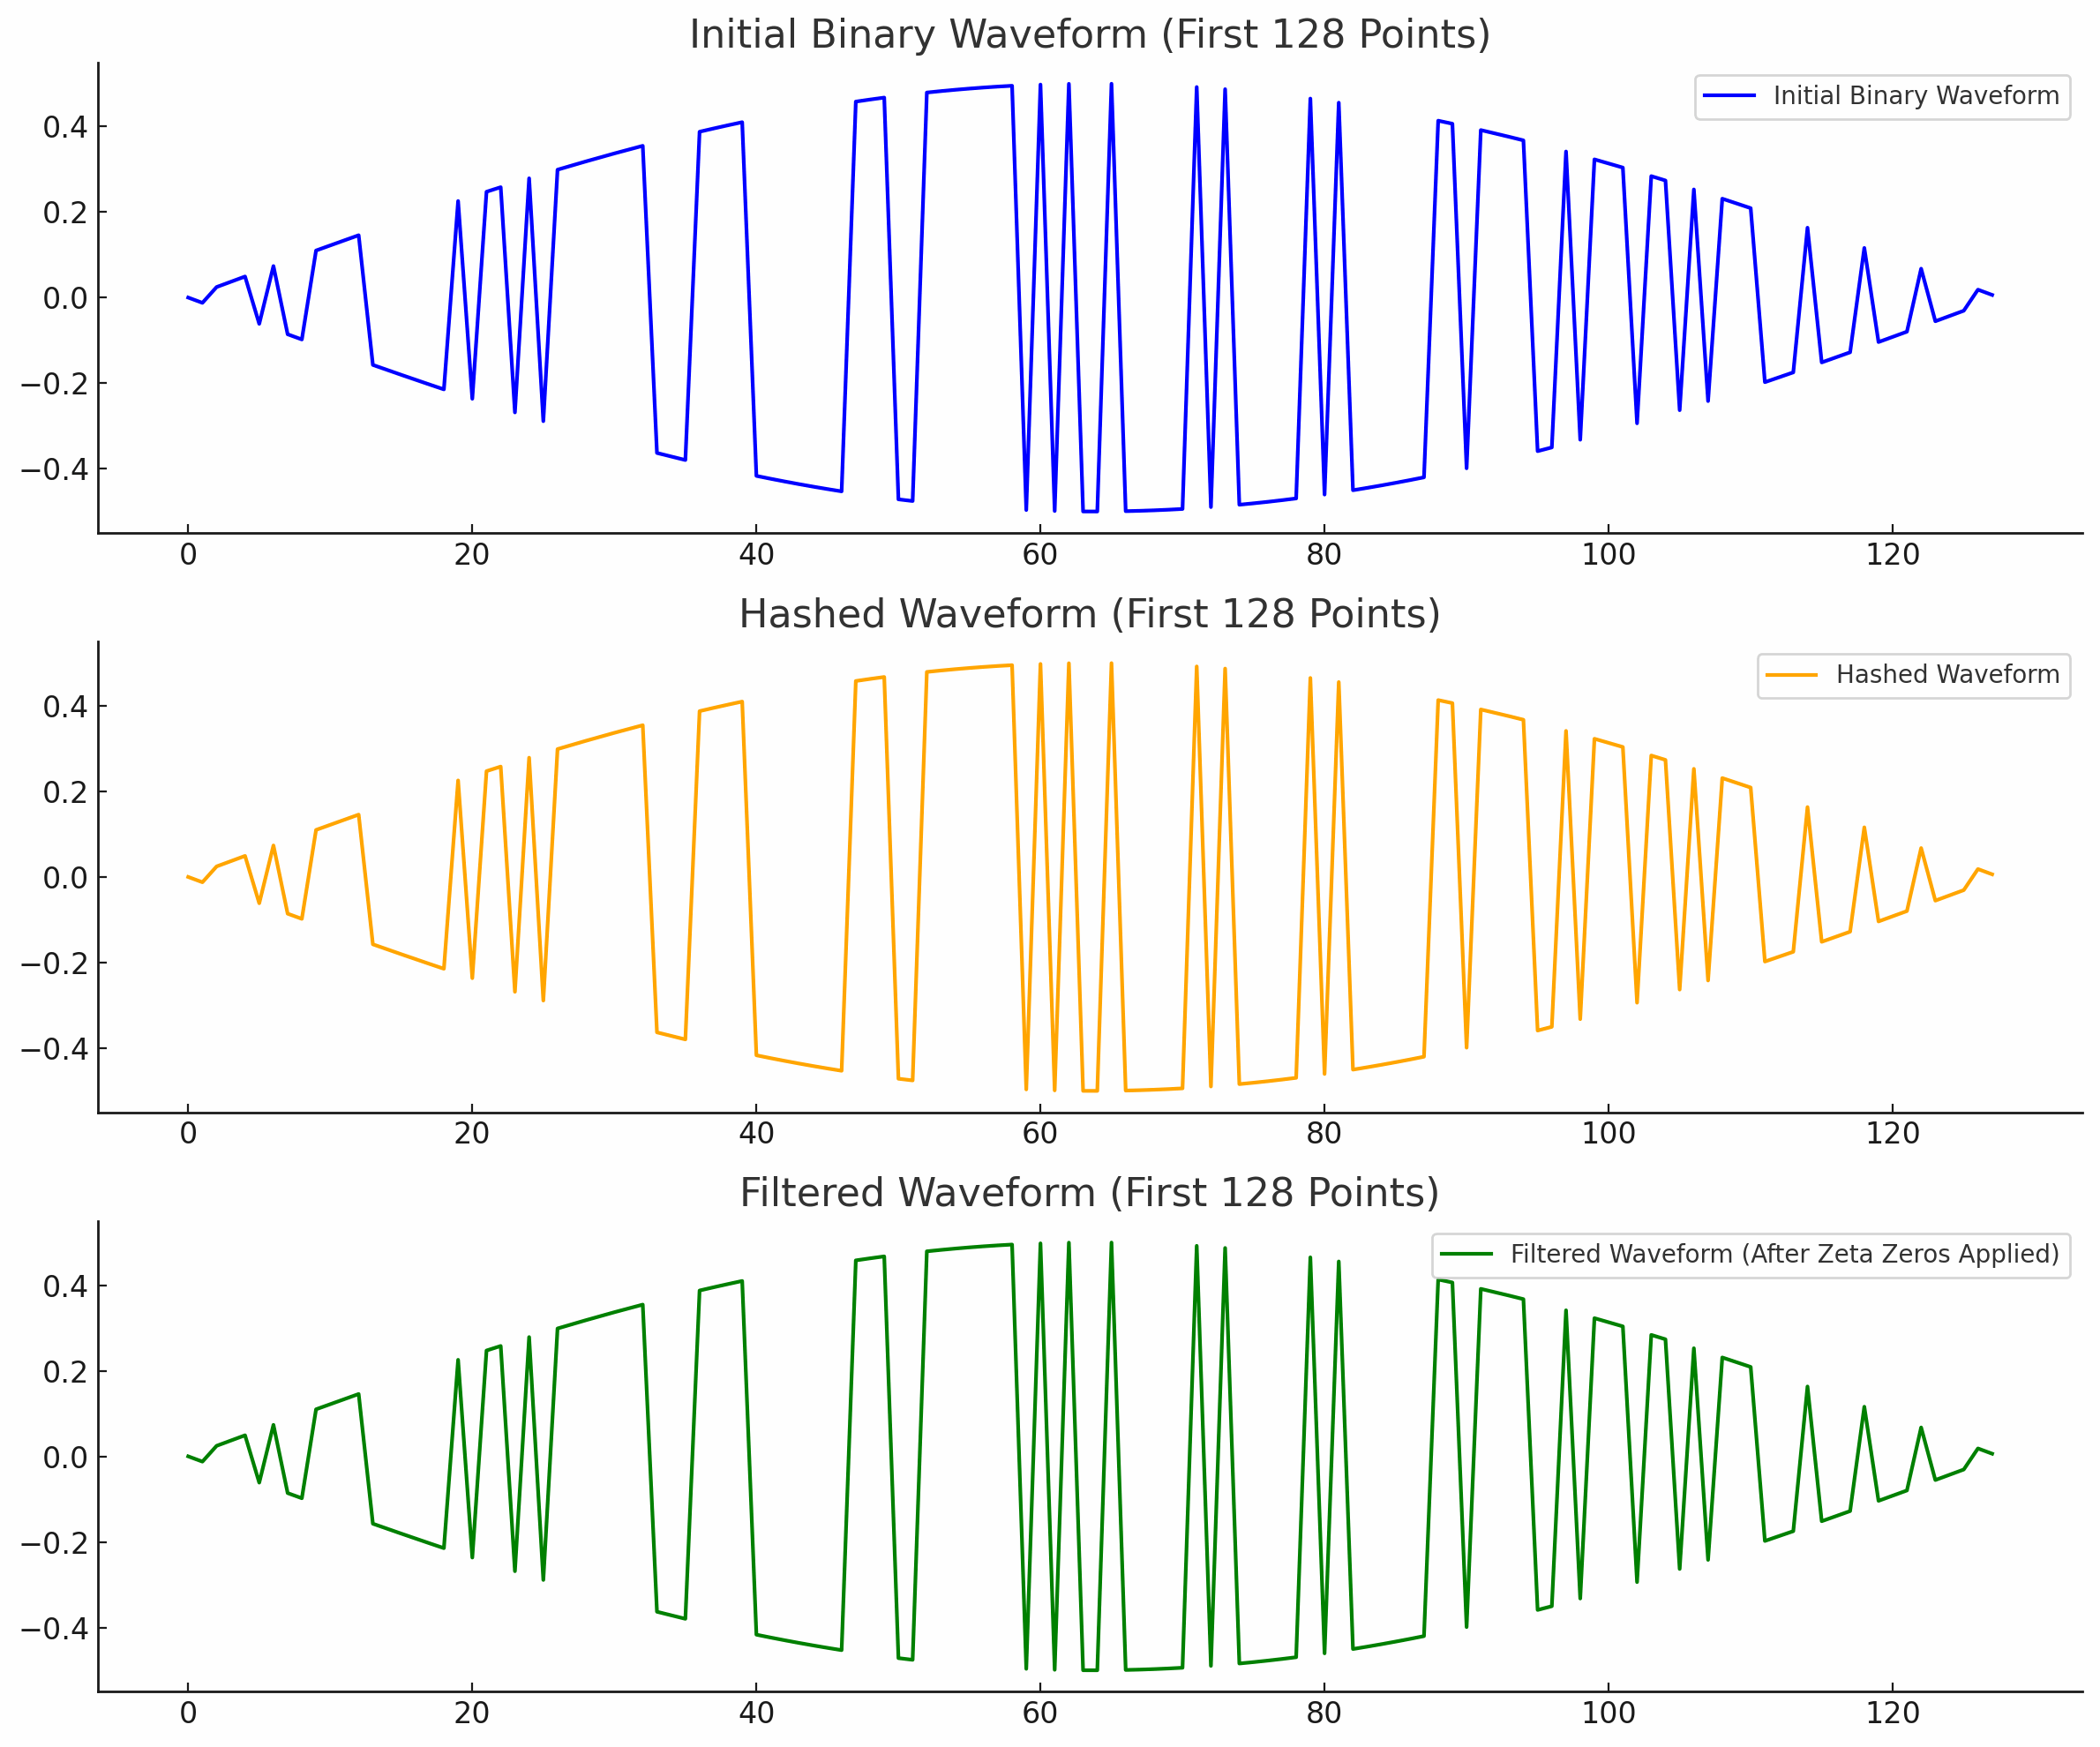 Initial Binary Waveform (First 128 Points)
Initial Binary Waveform
0.4
0.2
0.0
−0.2
−0.4
0 20 40 60 80 100 120
Hashed Waveform (First 128 Points)
Hashed Waveform
0.4
0.2
0.0
−0.2
−0.4
0 20 40 60 80 100 120
Filtered Waveform (First 128 Points)
Filtered Waveform (After Zeta Zeros Applied)
0.4
0.2
0.0
−0.2
−0.4
0 20 40 60 80 100 120